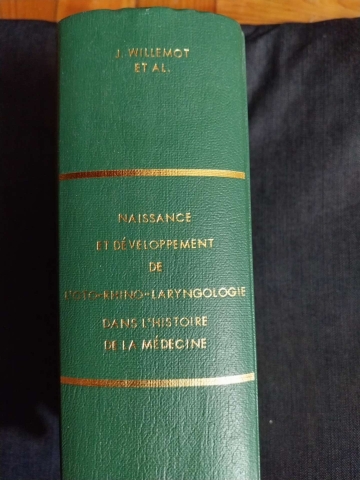 J. WILLEMOT
ET AL.
NAISSANCE
ET DÉVELOPPEMENT
DE
L'OTO-RHINO-LARYNGOLOGIE
DANS L'HISTOIRE
DE LA MÉDECINE